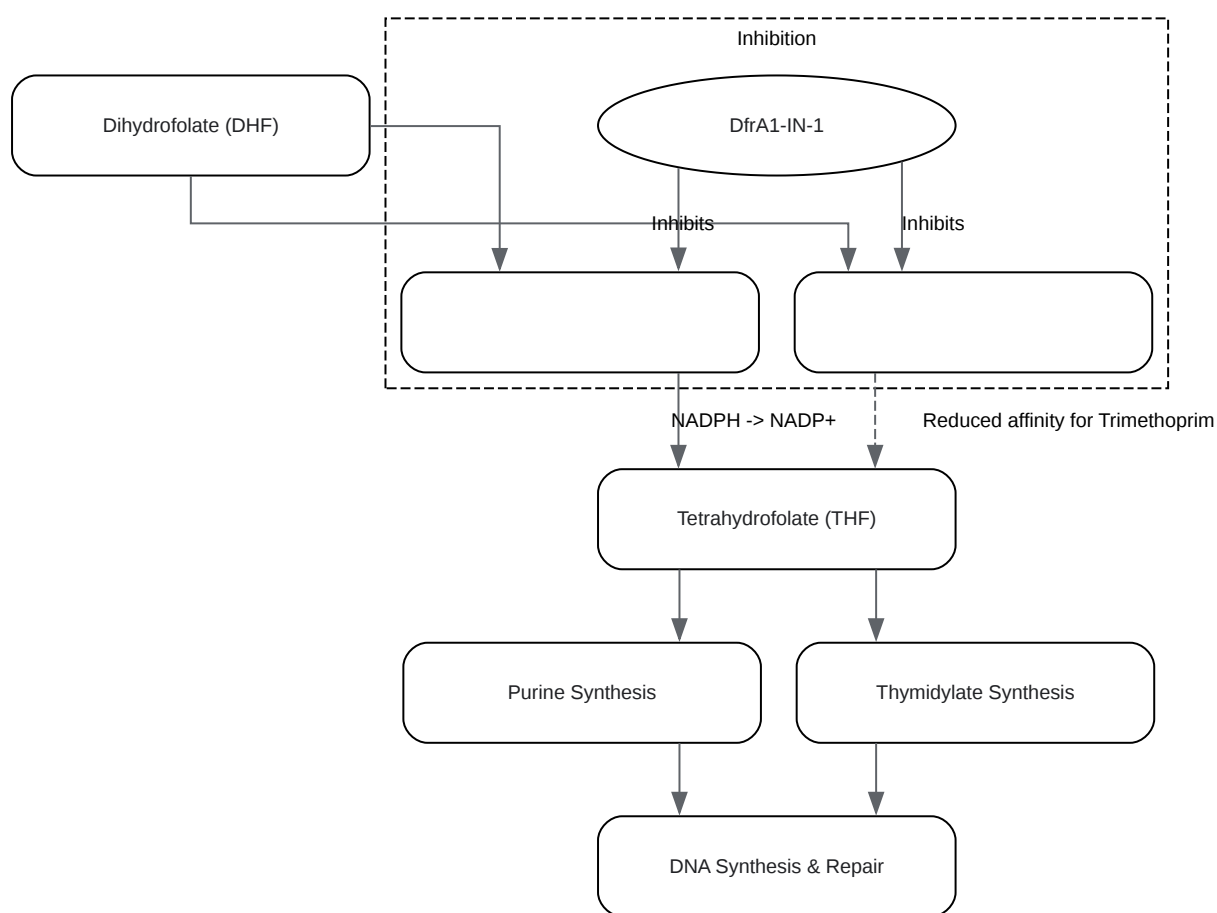 Inhibition
Dihydrofolate (DHF)
DfrA1-IN-1
Inhibits
Inhibits
NADPH -> NADP+
Reduced affinity for Trimethoprim
Tetrahydrofolate (THF)
Purine Synthesis
Thymidylate Synthesis
DNA Synthesis & Repair